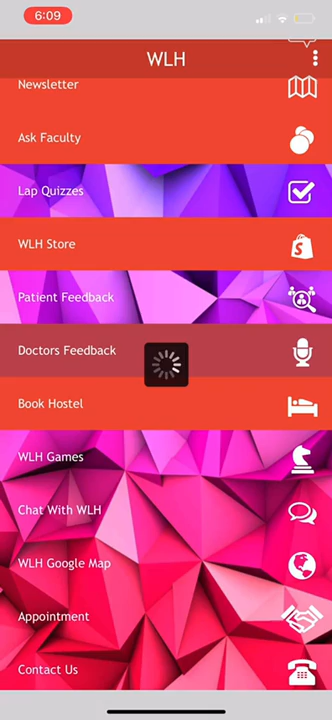 6:09
WLH
Newsletter
Ask Faculty
Lap Quizzes
WLH Store
Patient Feedback
Doctors Feedback
Book Hostel
WLH Games
Chat With WLH
WLH Google Map
Appointment
Contact Us